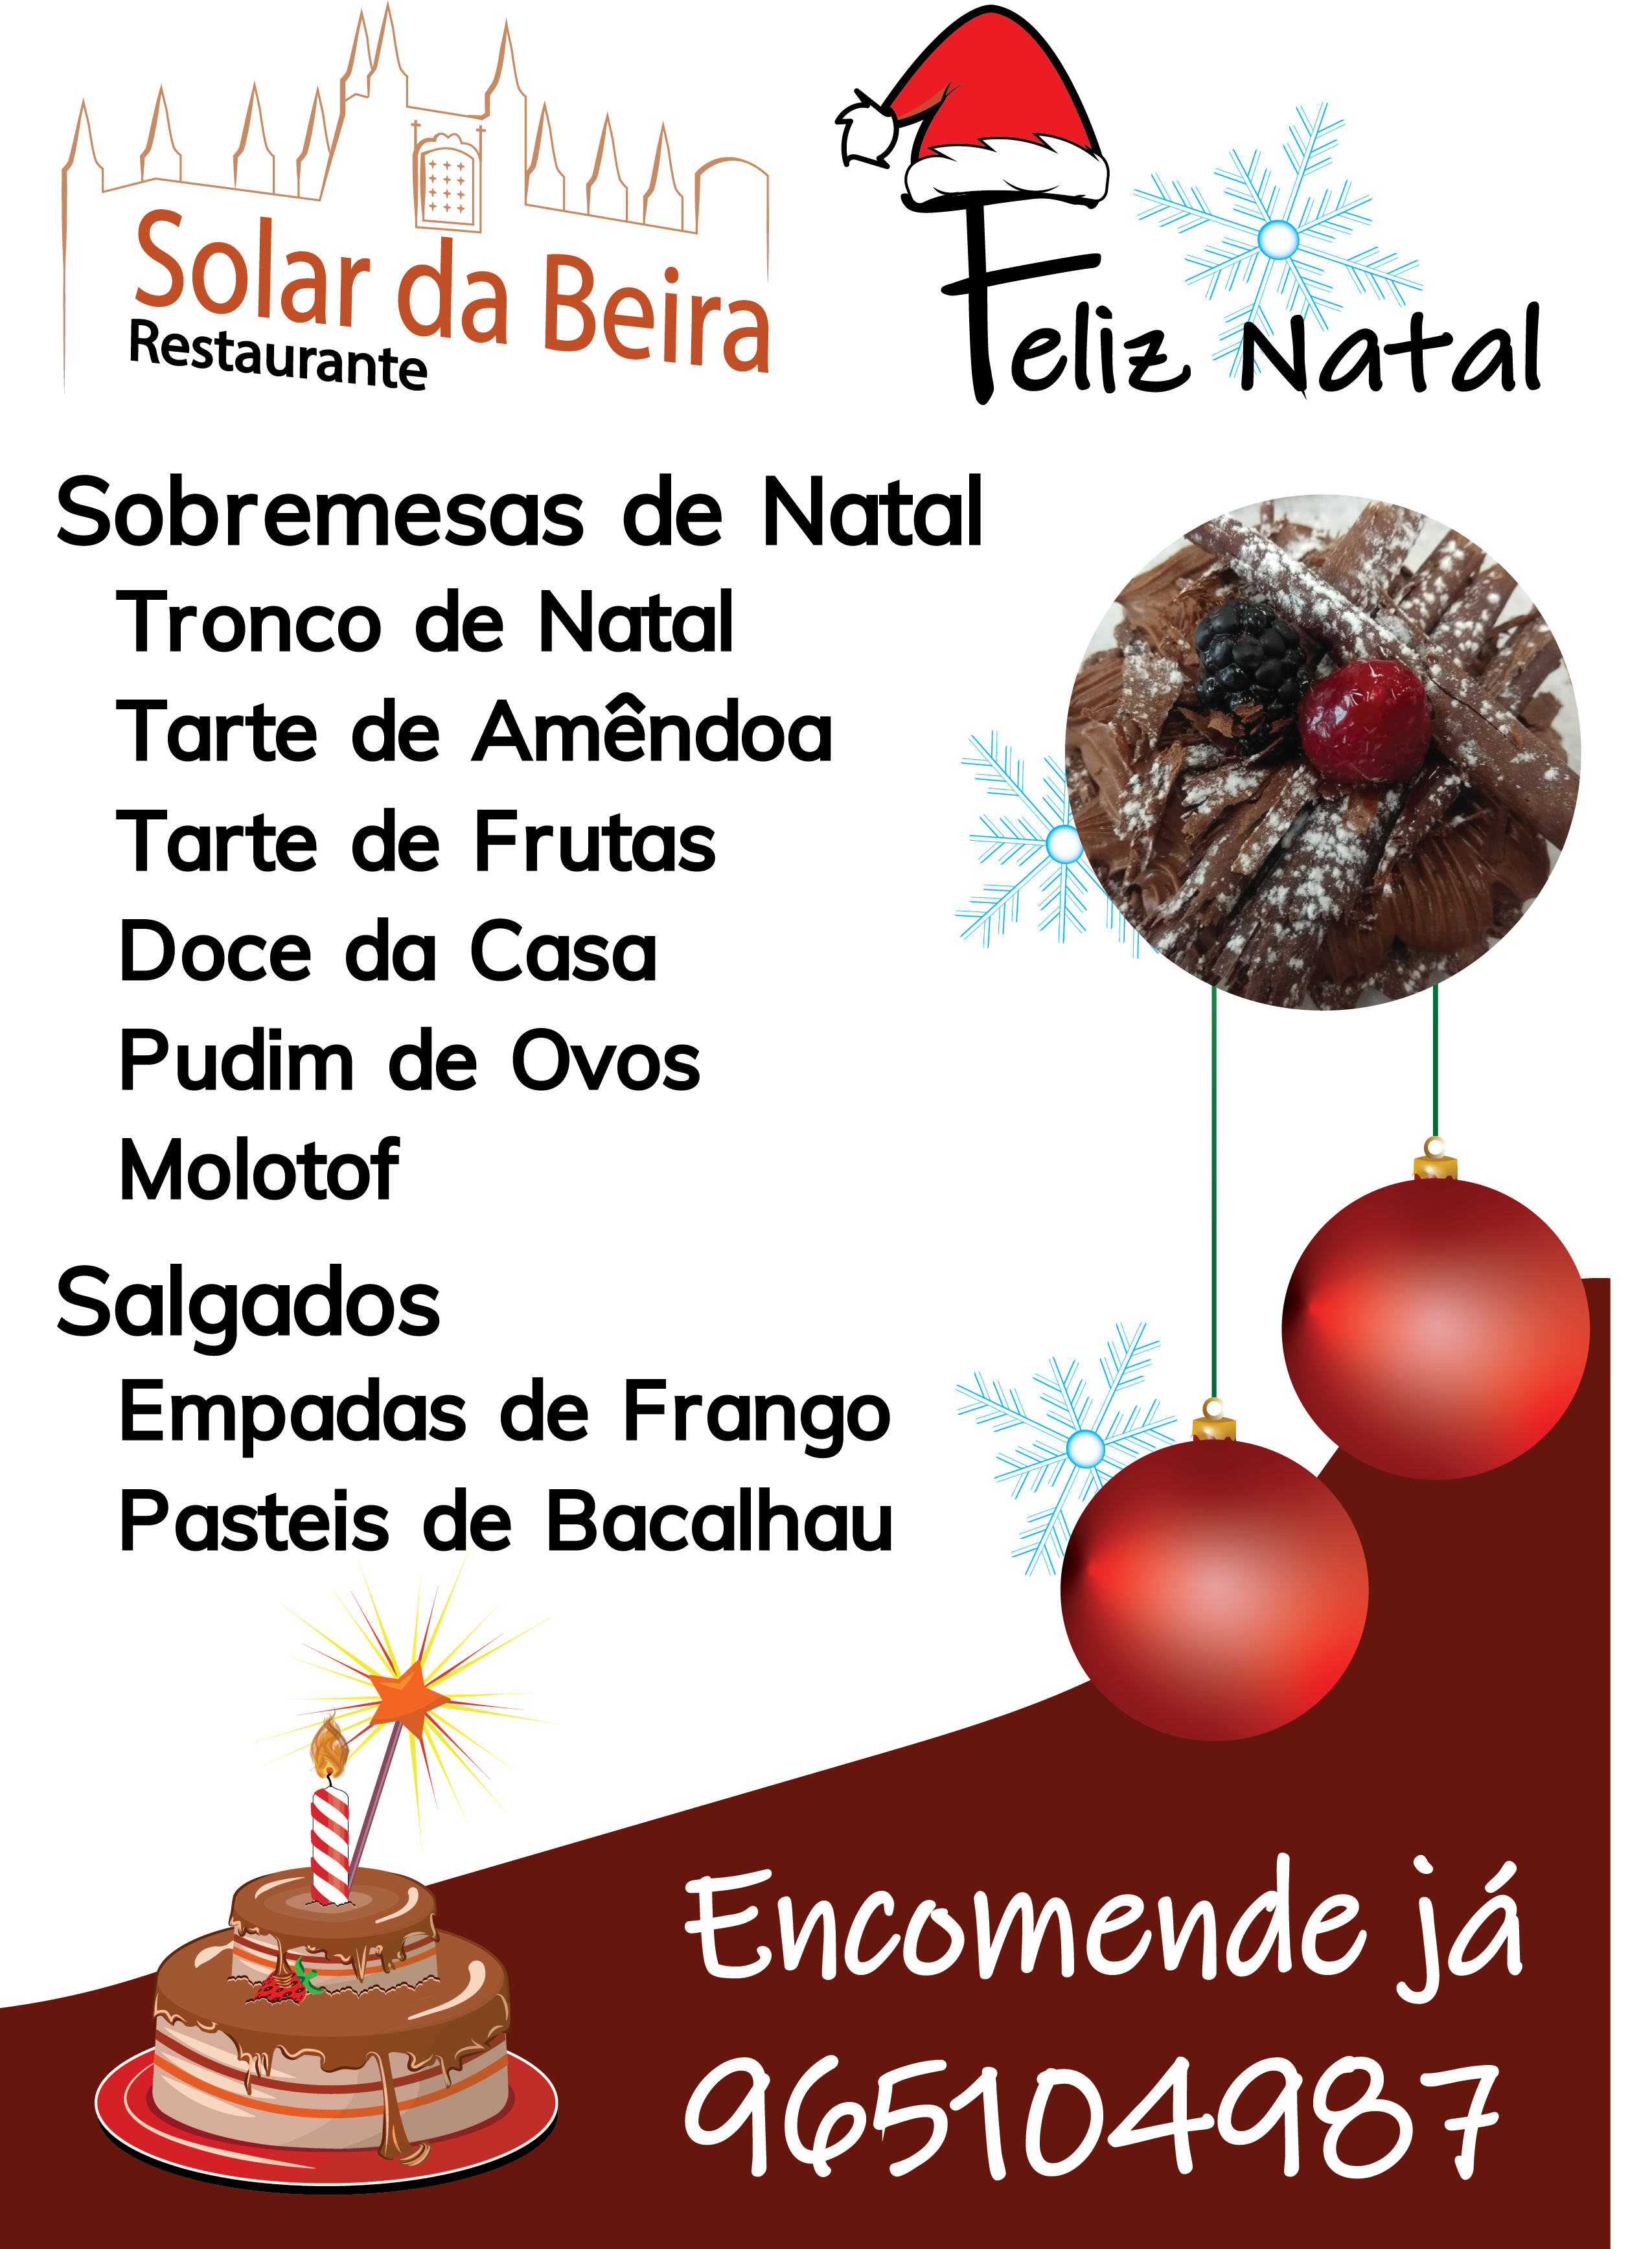 Solar da Beira
Restaurante
Feliz Natal
Sobremesas de Natal
Tronco de Natal
Tarte de Amêndoa
Tarte de Frutas
Doce da Casa
Pudim de Ovos
Molotof
Salgados
Empadas de Frango
Pasteis de Bacalhau
Encomende já
965104987